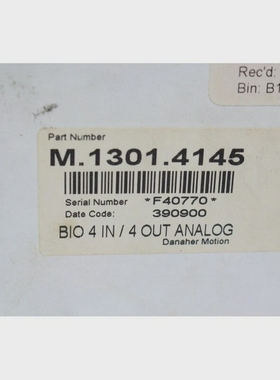 Rec'd:
Bin: B1
Part Number
M.1301.4145
Serial Number *F40770*
Date Code: 390900
BIO 4 IN / 4 OUT ANALOG
Danaher Motion